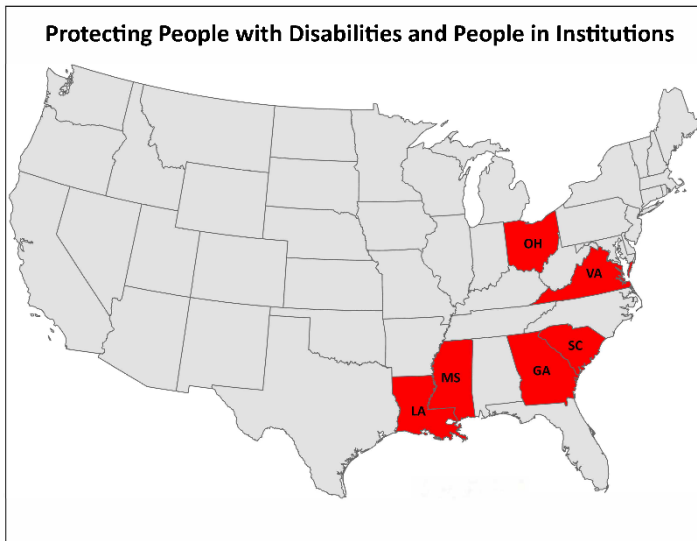 Protecting People with Disabilities and People in Institutions
OH
VA
SC
GA
MS
LA